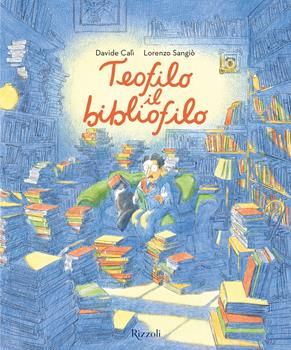 Davide Calì Lorenzo Sangiò
Teofilo
il
bibliofilo
Rizzoli